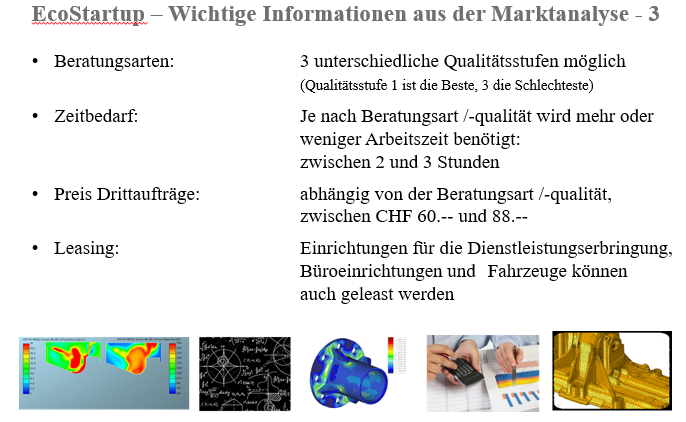 EcoStartup – Wichtige Informationen aus der Marktanalyse - 3
• Beratungsarten: 3 unterschiedliche Qualitätsstufen möglich
(Qualitätsstufe 1 ist die Beste, 3 die Schlechteste)
• Zeitbedarf: Je nach Beratungsart /-qualität wird mehr oder
weniger Arbeitszeit benötigt:
zwischen 2 und 3 Stunden
• Preis Drittaufträge: abhängig von der Beratungsart /-qualität,
zwischen CHF 60.-- und 88.--
• Leasing: Einrichtungen für die Dienstleistungserbringung,
Büroeinrichtungen und Fahrzeuge können
auch geleast werden